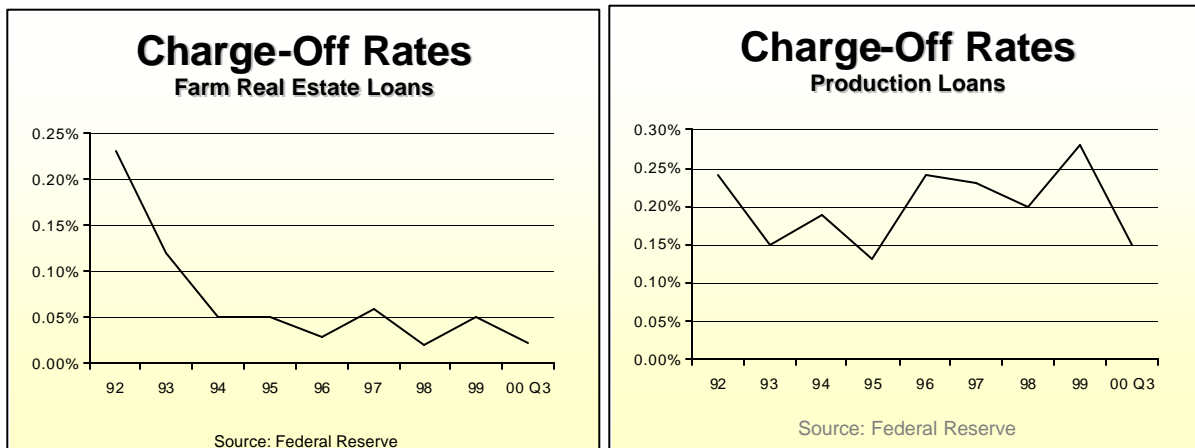 Charge-Off Rates
Farm Real Estate Loans
0.25%
0.20%
0.15%
0.10%
0.05%
0.00%
92 93 94 95 96 97 98 99 00 Q3
Source: Federal Reserve
Charge-Off Rates
Production Loans
0.30%
0.25%
0.20%
0.15%
0.10%
0.05%
0.00%
92 93 94 95 96 97 98 99 00 Q3
Source: Federal Reserve